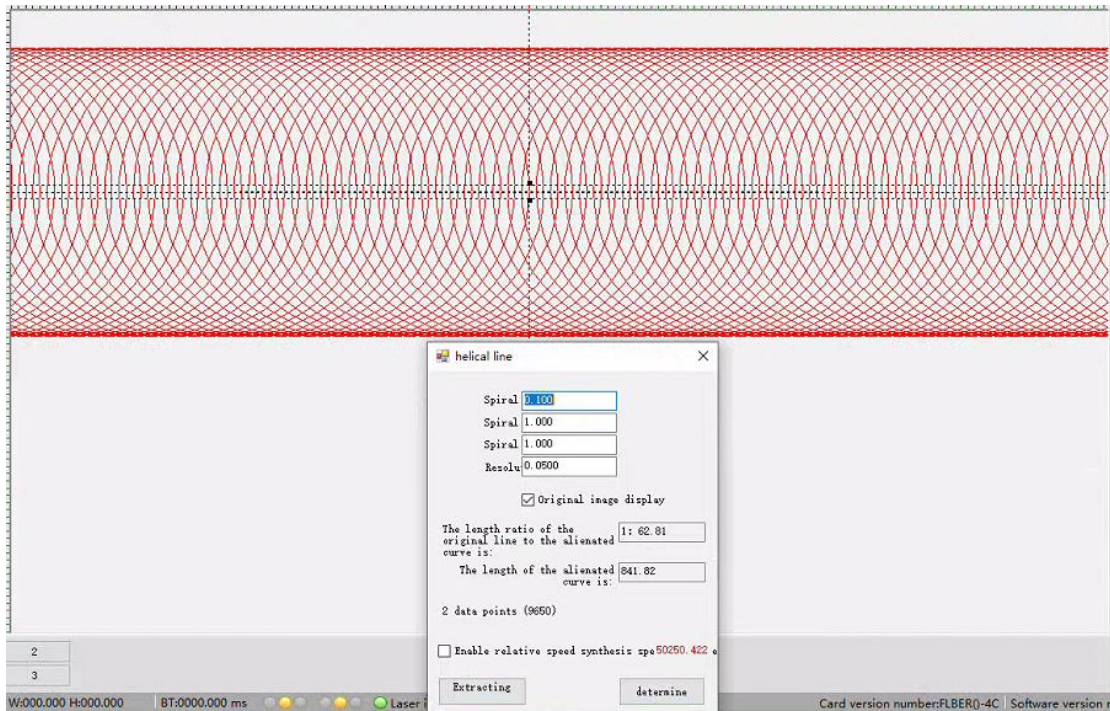 helical line
Spiral 0.100
Spiral 1.000
Spiral 1.000
Resolu 0.0500
Original image display
The length ratio of the
original line to the alienated
curve is:
1: 62.81
The length of the alienated
curve is:
841.82
2 data points (9650)
Enable relative speed synthesis spe 50250.422 e
Extracting
determine
2
3
W:000.000 H:000.000 BT:0000.000 ms Laser i Card version number:FLBER()-4C Software version